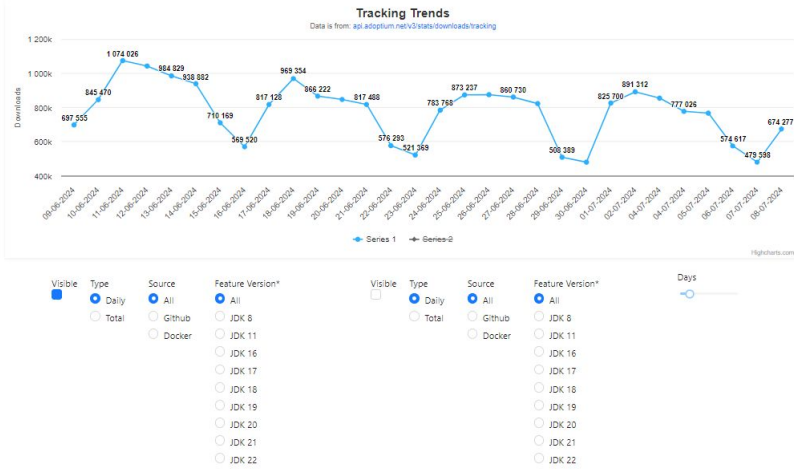 Tracking Trends
Data is from: api.adoptium.net/v3/stats/downloads/tracking
Downloads
1 200k
1 000k
800k
600k
400k
697 555
845 470
1 074 026
984 829
938 882
710 169
569 520
817 128
969 354
866 222
817 488
576 293
521 369
783 768
873 237
860 730
508 389
825 700
891 312
777 026
574 617
479 598
674 277
09-06-2024
10-06-2024
11-06-2024
12-06-2024
13-06-2024
14-06-2024
15-06-2024
16-06-2024
17-06-2024
18-06-2024
19-06-2024
20-06-2024
21-06-2024
22-06-2024
23-06-2024
24-06-2024
25-06-2024
26-06-2024
27-06-2024
28-06-2024
29-06-2024
30-06-2024
01-07-2024
02-07-2024
04-07-2024
04-07-2024
05-07-2024
06-07-2024
07-07-2024
08-07-2024
Series 1 Series 2
Highcharts.com
Visible Type Source Feature Version* Visible Type Source Feature Version* Days
Daily All All Daily All All
Total Github JDK 8 Total Github JDK 8
Docker JDK 11 Docker JDK 11
JDK 16 JDK 16
JDK 17 JDK 17
JDK 18 JDK 18
JDK 19 JDK 19
JDK 20 JDK 20
JDK 21 JDK 21
JDK 22 JDK 22